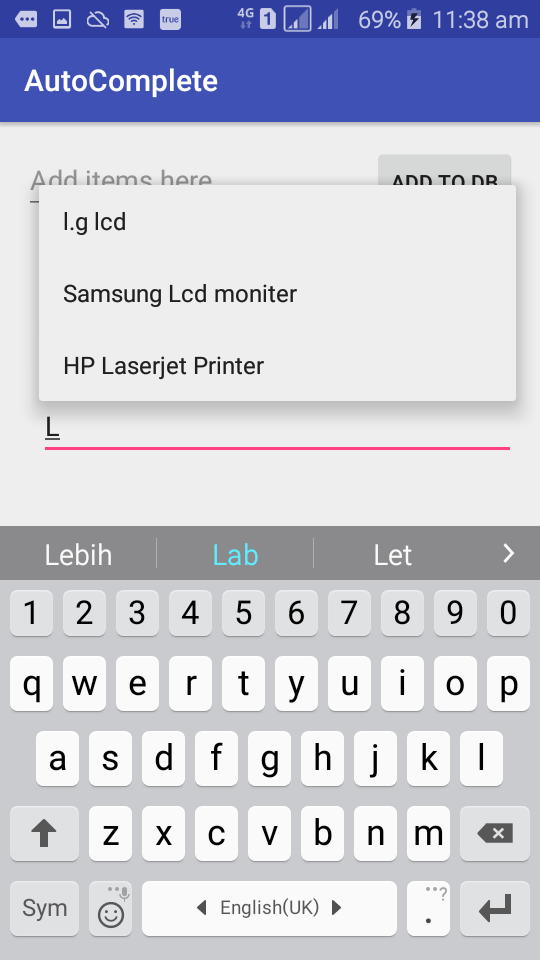 4G 1 69% 11:38 am
true
AutoComplete
Add items here
ADD TO DB
l.g lcd
Samsung Lcd moniter
HP Laserjet Printer
L
Lebih Lab Let
1 2 3 4 5 6 7 8 9 0
q w e r t y u i o p
a s d f g h j k l
z x c v b n m
Sym English(UK) . ?